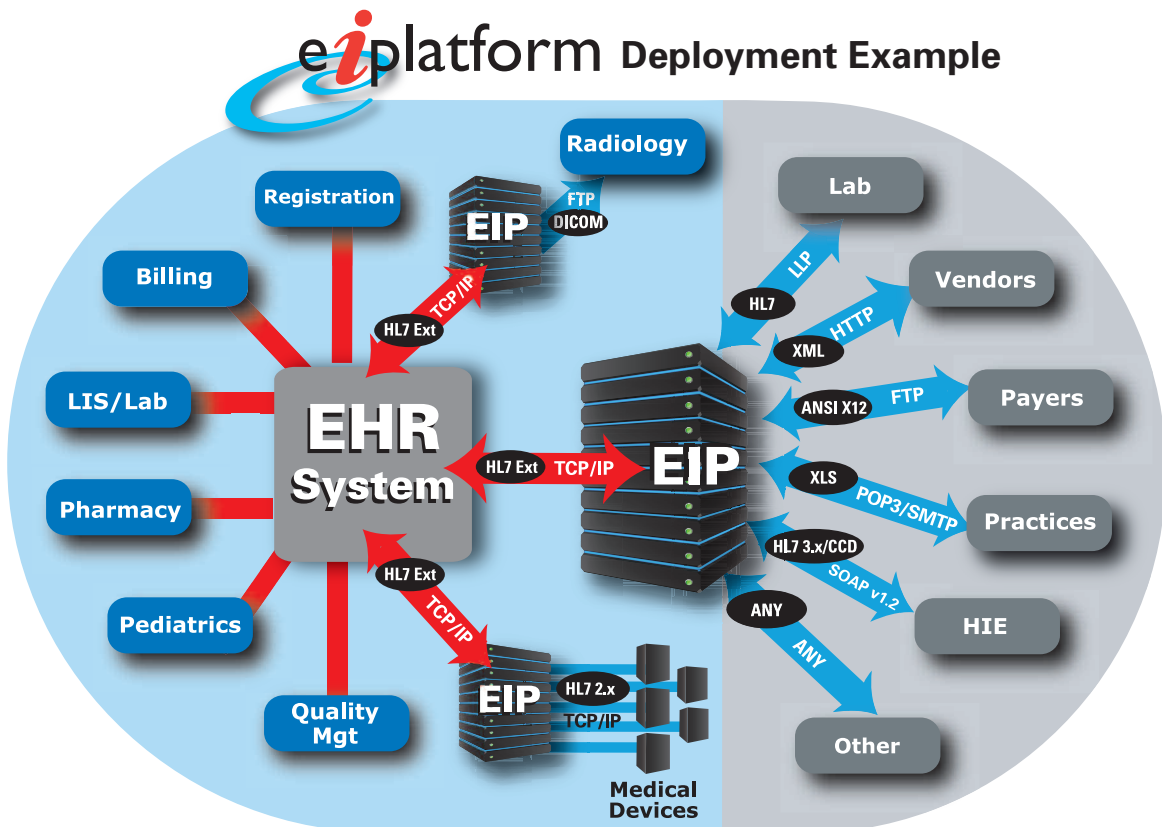 eiplatform Deployment Example
Radiology
Lab
Registration
FTP
DICOM
EIP
LLP
HL7
Billing
Vendors
TCP/IP
HL7 Ext
HTTP
XML
LIS/Lab
Payers
FTP
ANSI X12
EHR
System
HL7 Ext
TCP/IP
EIP
XLS
POP3/SMTP
Pharmacy
Practices
HL7 3.x/CCD
SOAP v1.2
HL7 Ext
TCP/IP
ANY
ANY
Pediatrics
HIE
EIP
HL7 2.x
TCP/IP
Quality
Mgt
Other
Medical
Devices